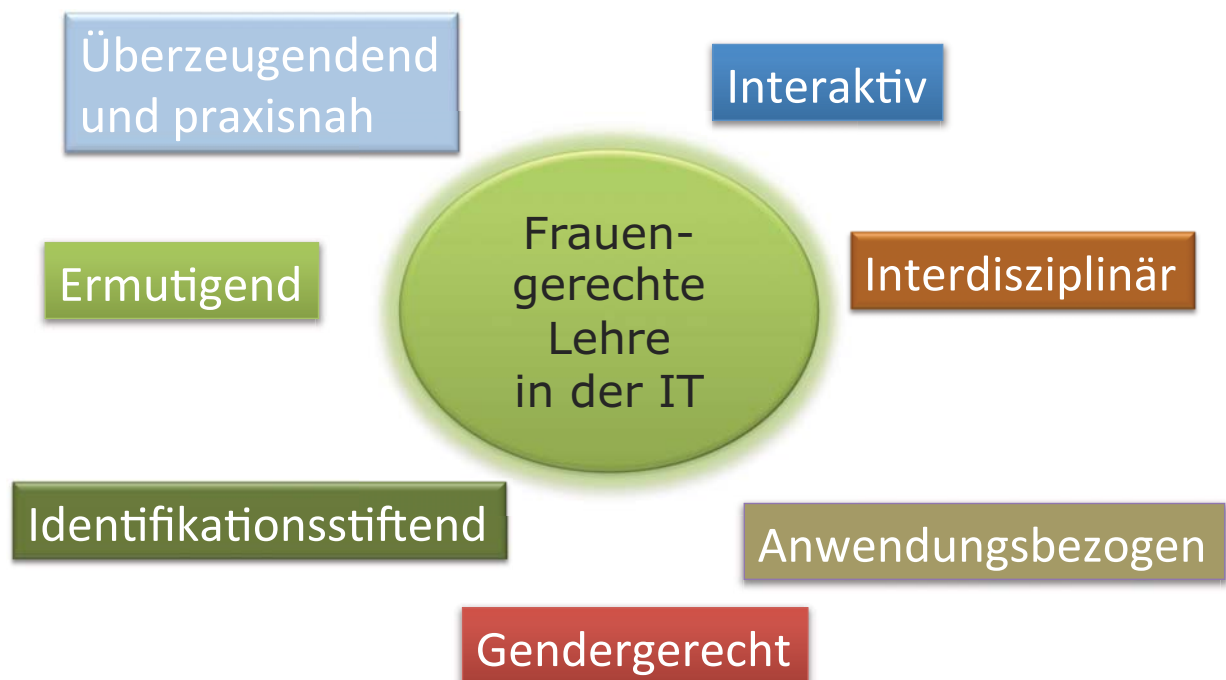 Überzeugendend
und praxisnah
Interaktiv
Frauen-
gerechte
Lehre
in der IT
Ermutigend
Interdisziplinär
Identifikationsstiftend
Anwendungsbezogen
Gendergerecht